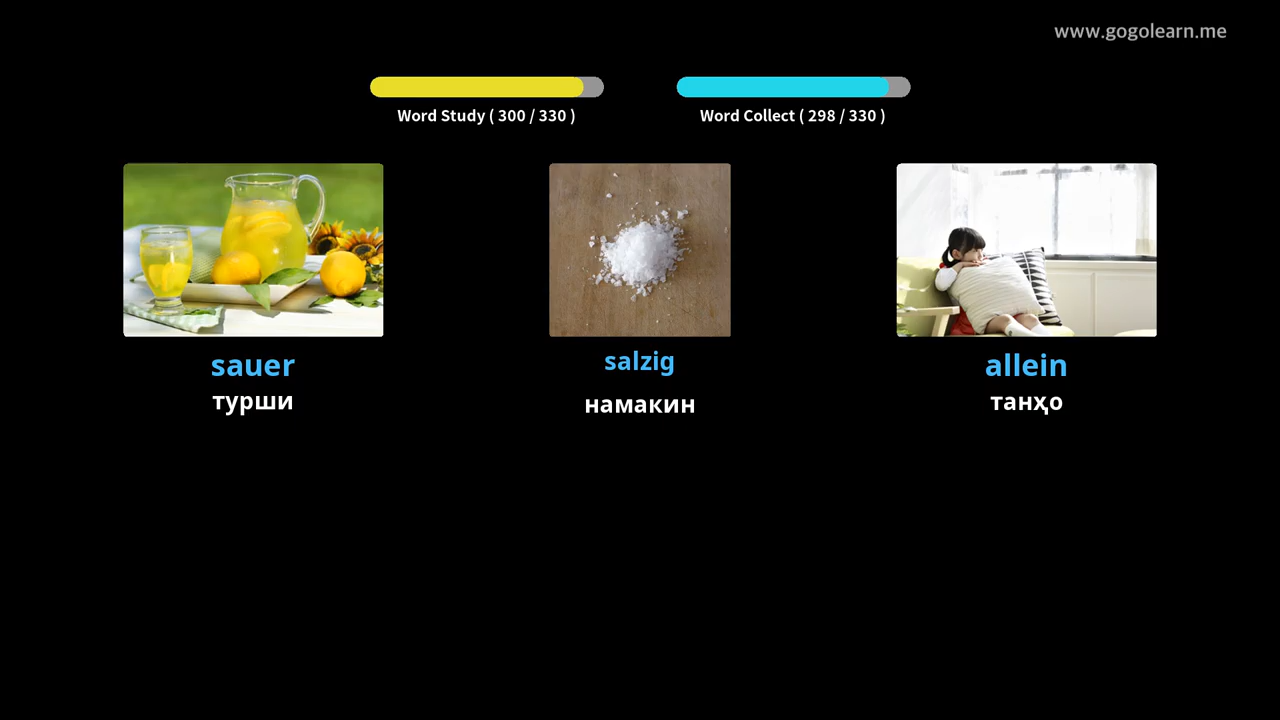 www.gogolearn.me
Word Study ( 300 / 330 )
Word Collect ( 298 / 330 )
sauer
турши
salzig
намакин
allein
танҳо